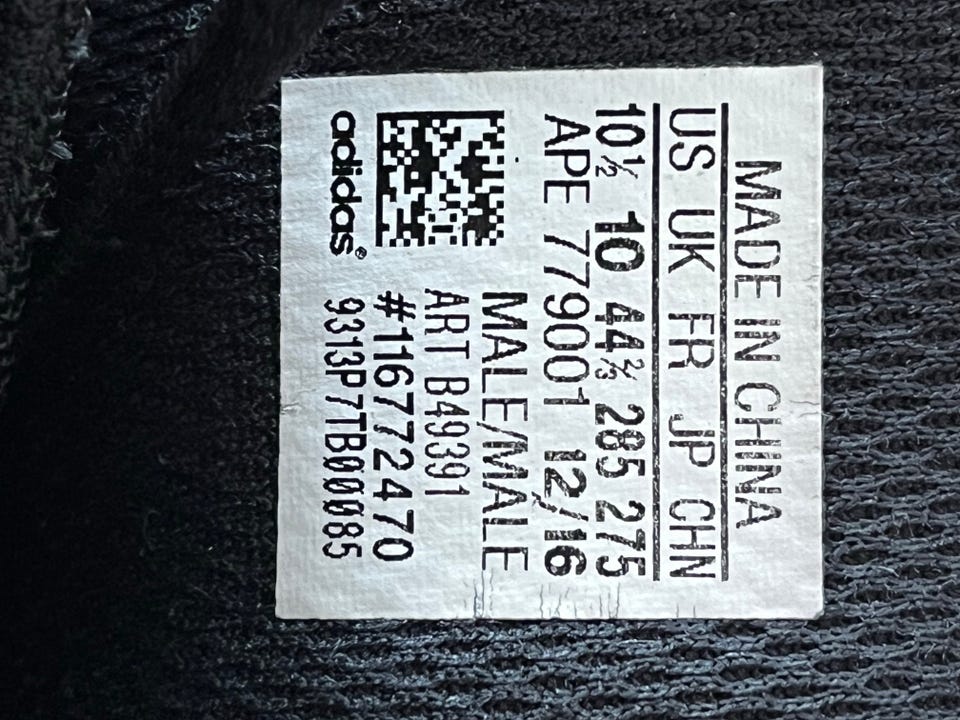 MADE IN CHINA
US UK FR JP CHN
10½ 10 44⅔ 285 275
APE 779001 12/16
MALE/MALE
ART B49391
#116772470
9313P7TB00085
adidas®